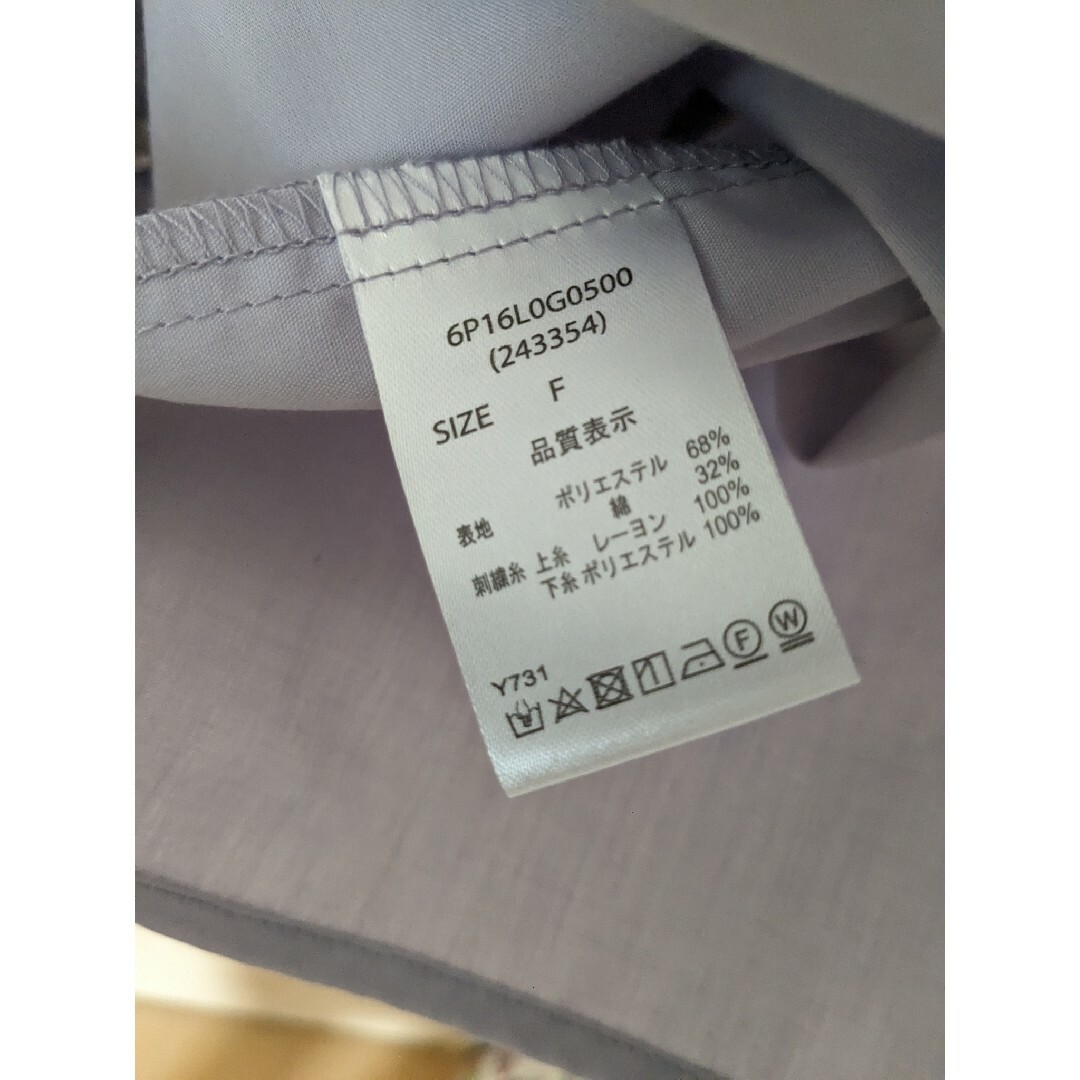 6P16L0G0500
(243354)
SIZE F
品質表示
表地 ポリエステル 68%
綿 32%
刺繍糸 上糸 レーヨン 100%
下糸 ポリエステル 100%
Y731
F W